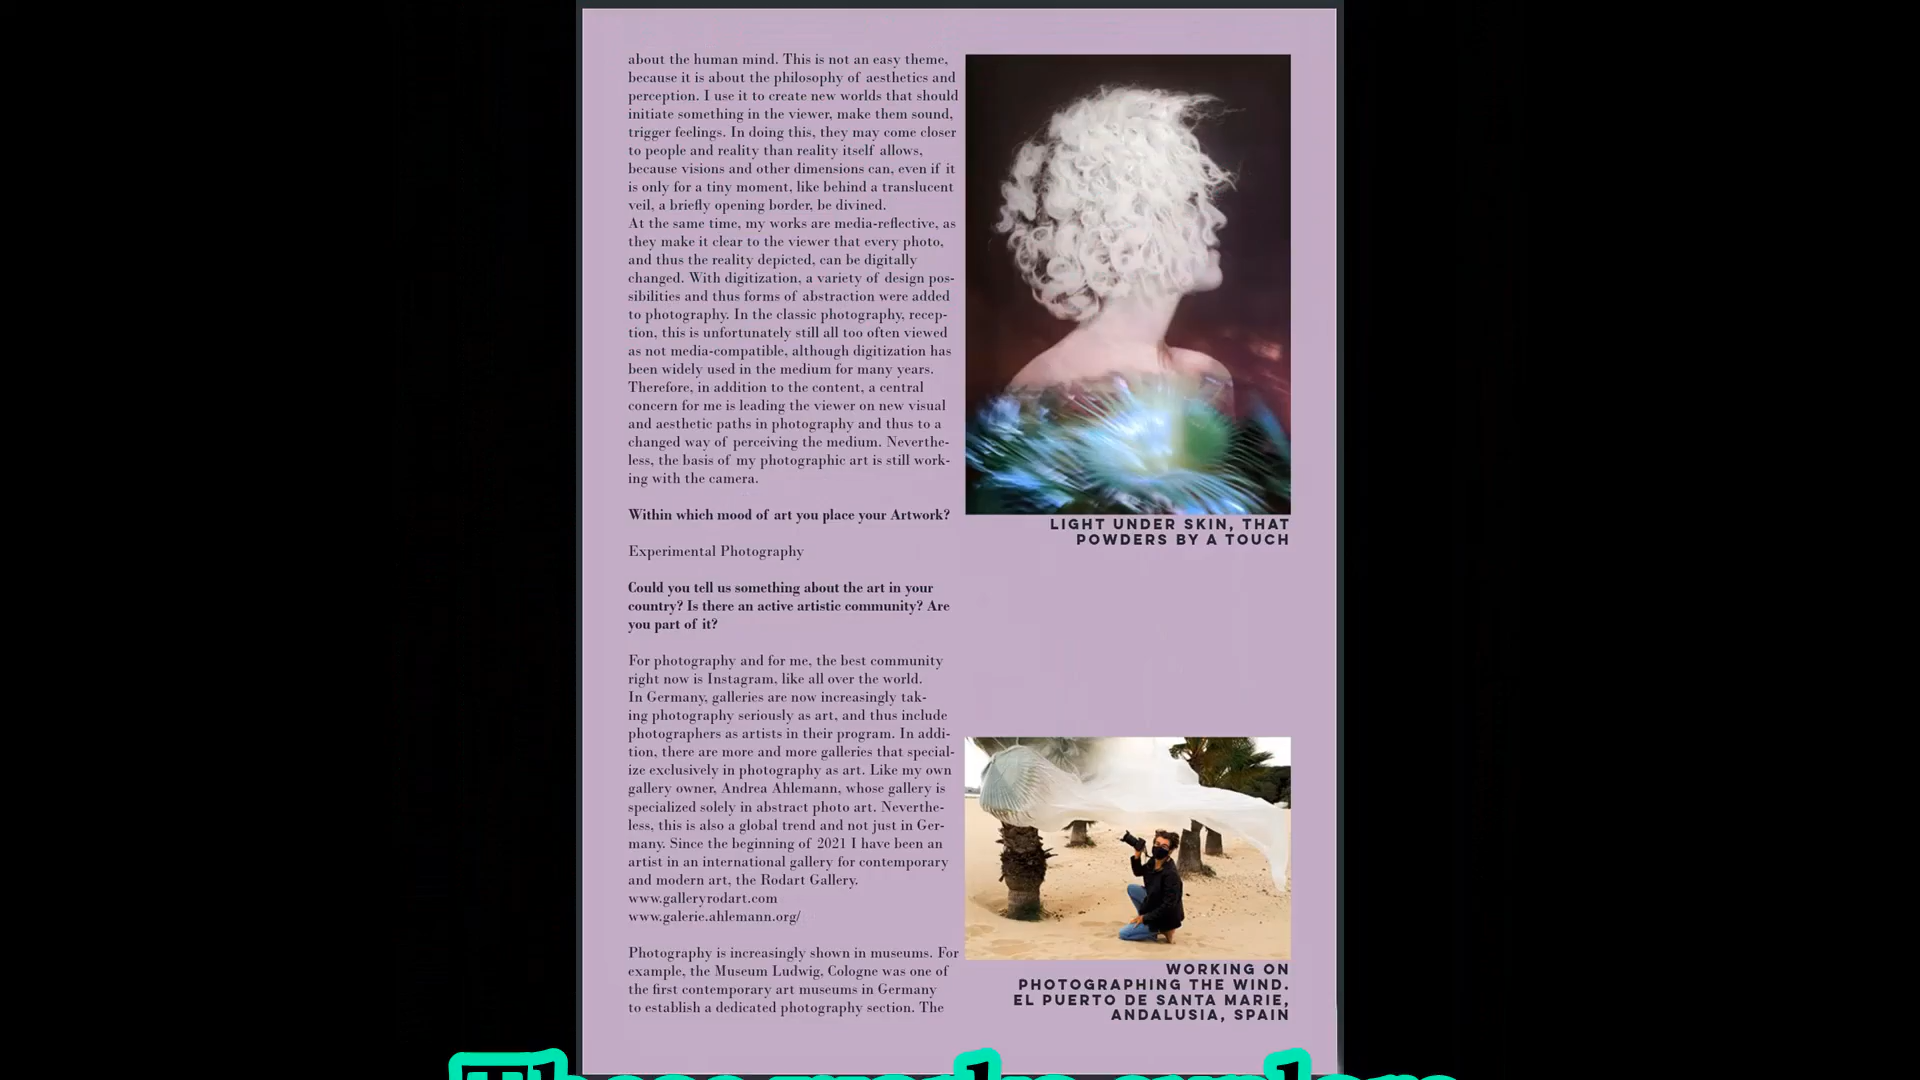 about the human mind. This is not an easy theme,
because it is about the philosophy of aesthetics and
perception. I use it to create new worlds that should
initiate something in the viewer, make them sound,
trigger feelings. In doing this, they may come closer
to people and reality than reality itself allows,
because visions and other dimensions can, even if it
is only for a tiny moment, like behind a translucent
veil, a briefly opening border, be divined.
At the same time, my works are media-reflective, as
they make it clear to the viewer that every photo,
and thus the reality depicted, can be digitally
changed. With digitization, a variety of design pos-
sibilities and thus forms of abstraction were added
to photography. In the classic photography, recep-
tion, this is unfortunately still all too often viewed
as not media-compatible, although digitization has
been widely used in the medium for many years.
Therefore, in addition to the content, a central
concern for me is leading the viewer on new visual
and aesthetic paths in photography and thus to a
changed way of perceiving the medium. Neverthe-
less, the basis of my photographic art is still work-
ing with the camera.
Within which mood of art you place your Artwork?
Experimental Photography
Could you tell us something about the art in your
country? Is there an active artistic community? Are
you part of it?
For photography and for me, the best community
right now is Instagram, like all over the world.
In Germany, galleries are now increasingly tak-
ing photography seriously as art, and thus include
photographers as artists in their program. In addi-
tion, there are more and more galleries that special-
ize exclusively in photography as art. Like my own
gallery owner, Andrea Ahlemann, whose gallery is
specialized solely in abstract photo art. Neverthe-
less, this is also a global trend and not just in Ger-
many. Since the beginning of 2021 I have been an
artist in an international gallery for contemporary
and modern art, the Rodart Gallery.
www.galleryrodart.com
www.galerie.ahlemann.org/
Photography is increasingly shown in museums. For
example, the Museum Ludwig, Cologne was one of
the first contemporary art museums in Germany
to establish a dedicated photography section. The
LIGHT UNDER SKIN, THAT
POWDERS BY A TOUCH
WORKING ON
PHOTOGRAPHING THE WIND.
EL PUERTO DE SANTA MARIE,
ANDALUSIA, SPAIN